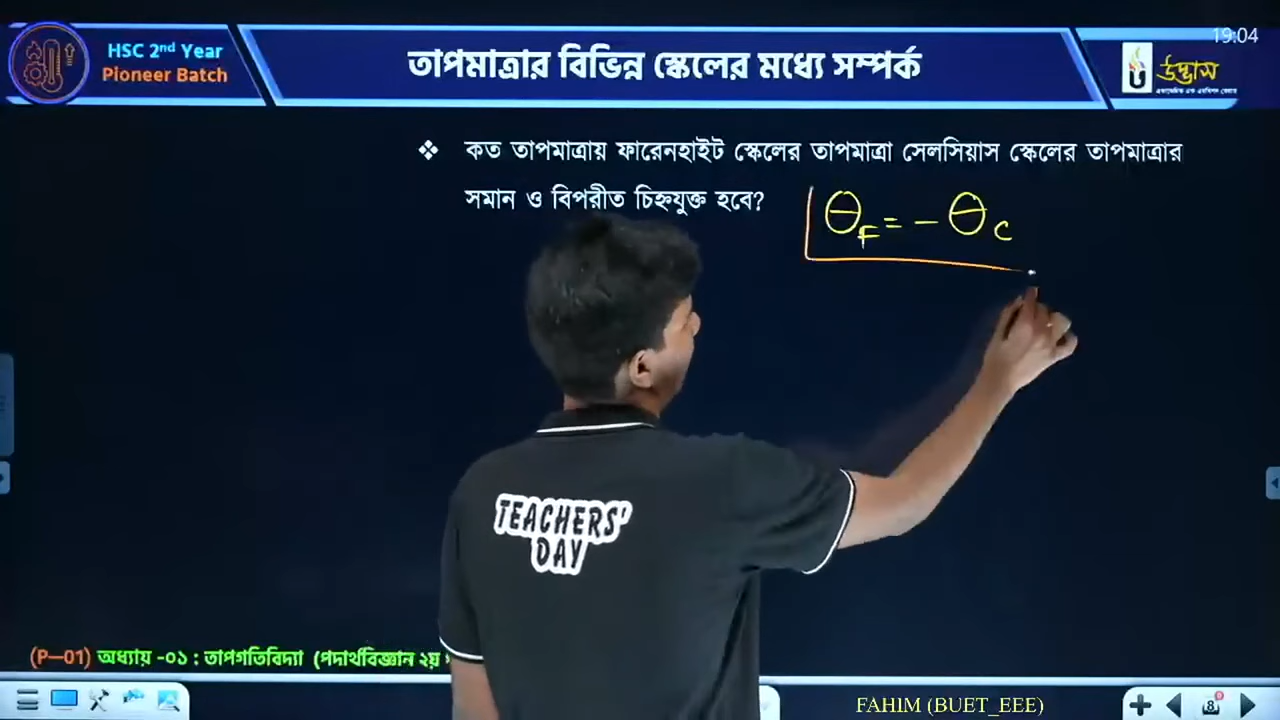 19:04
HSC 2nd Year
Pioneer Batch
তাপমাত্রার বিভিন্ন স্কেলের মধ্যে সম্পর্ক
উদ্ভাস
❖ কত তাপমাত্রায় ফারেনহাইট স্কেলের তাপমাত্রা সেলসিয়াস স্কেলের তাপমাত্রার
সমান ও বিপরীত চিহ্নযুক্ত হবে?
θF = − θC
TEACHERS'
DAY
(P—01) অধ্যায় -০১ : তাপগতিবিদ্যা (পদার্থবিজ্ঞান ২য়
FAHIM (BUET_EEE)
8